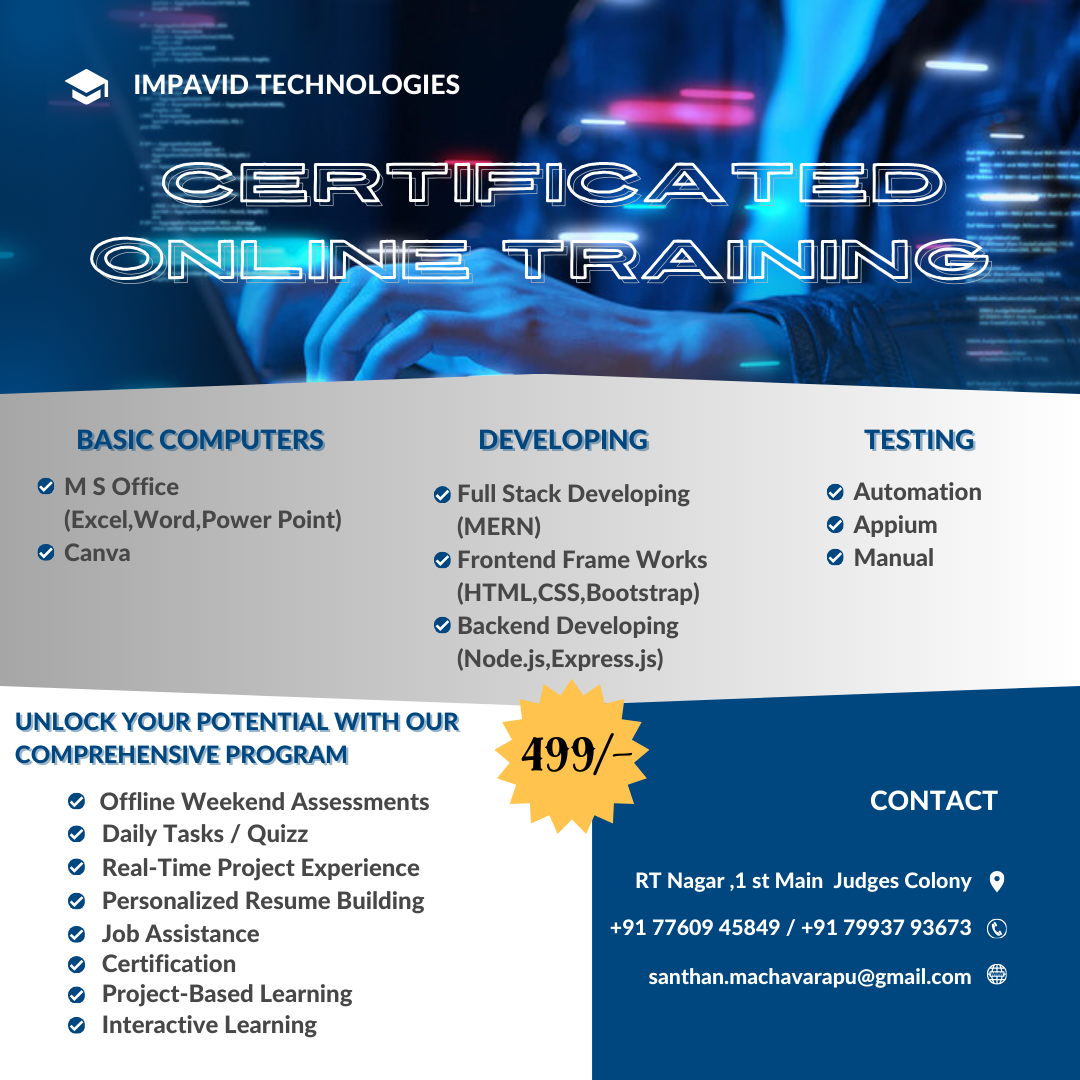 IMPAVID TECHNOLOGIES
CERTIFICATED
ONLINE TRAINING
BASIC COMPUTERS
M S Office
(Excel,Word,Power Point)
Canva
DEVELOPING
Full Stack Developing
(MERN)
Frontend Frame Works
(HTML,CSS,Bootstrap)
Backend Developing
(Node.js,Express.js)
TESTING
Automation
Appium
Manual
UNLOCK YOUR POTENTIAL WITH OUR
COMPREHENSIVE PROGRAM
Offline Weekend Assessments
Daily Tasks / Quizz
Real-Time Project Experience
Personalized Resume Building
Job Assistance
Certification
Project-Based Learning
Interactive Learning
499/-
CONTACT
RT Nagar ,1 st Main Judges Colony
+91 77609 45849 / +91 79937 93673
santhan.machavarapu@gmail.com